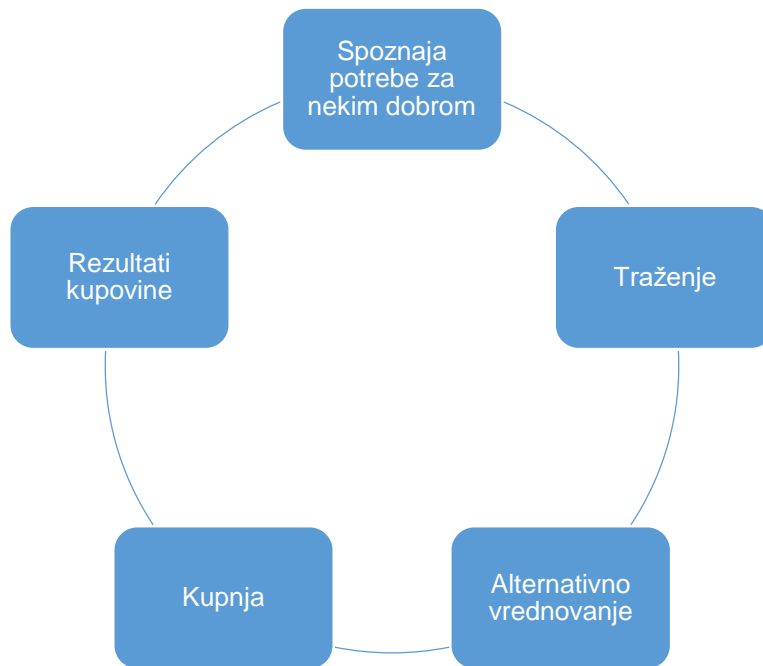 Spoznaja
potrebe za
nekim dobrom
Traženje
Alternativno
vrednovanje
Kupnja
Rezultati
kupovine